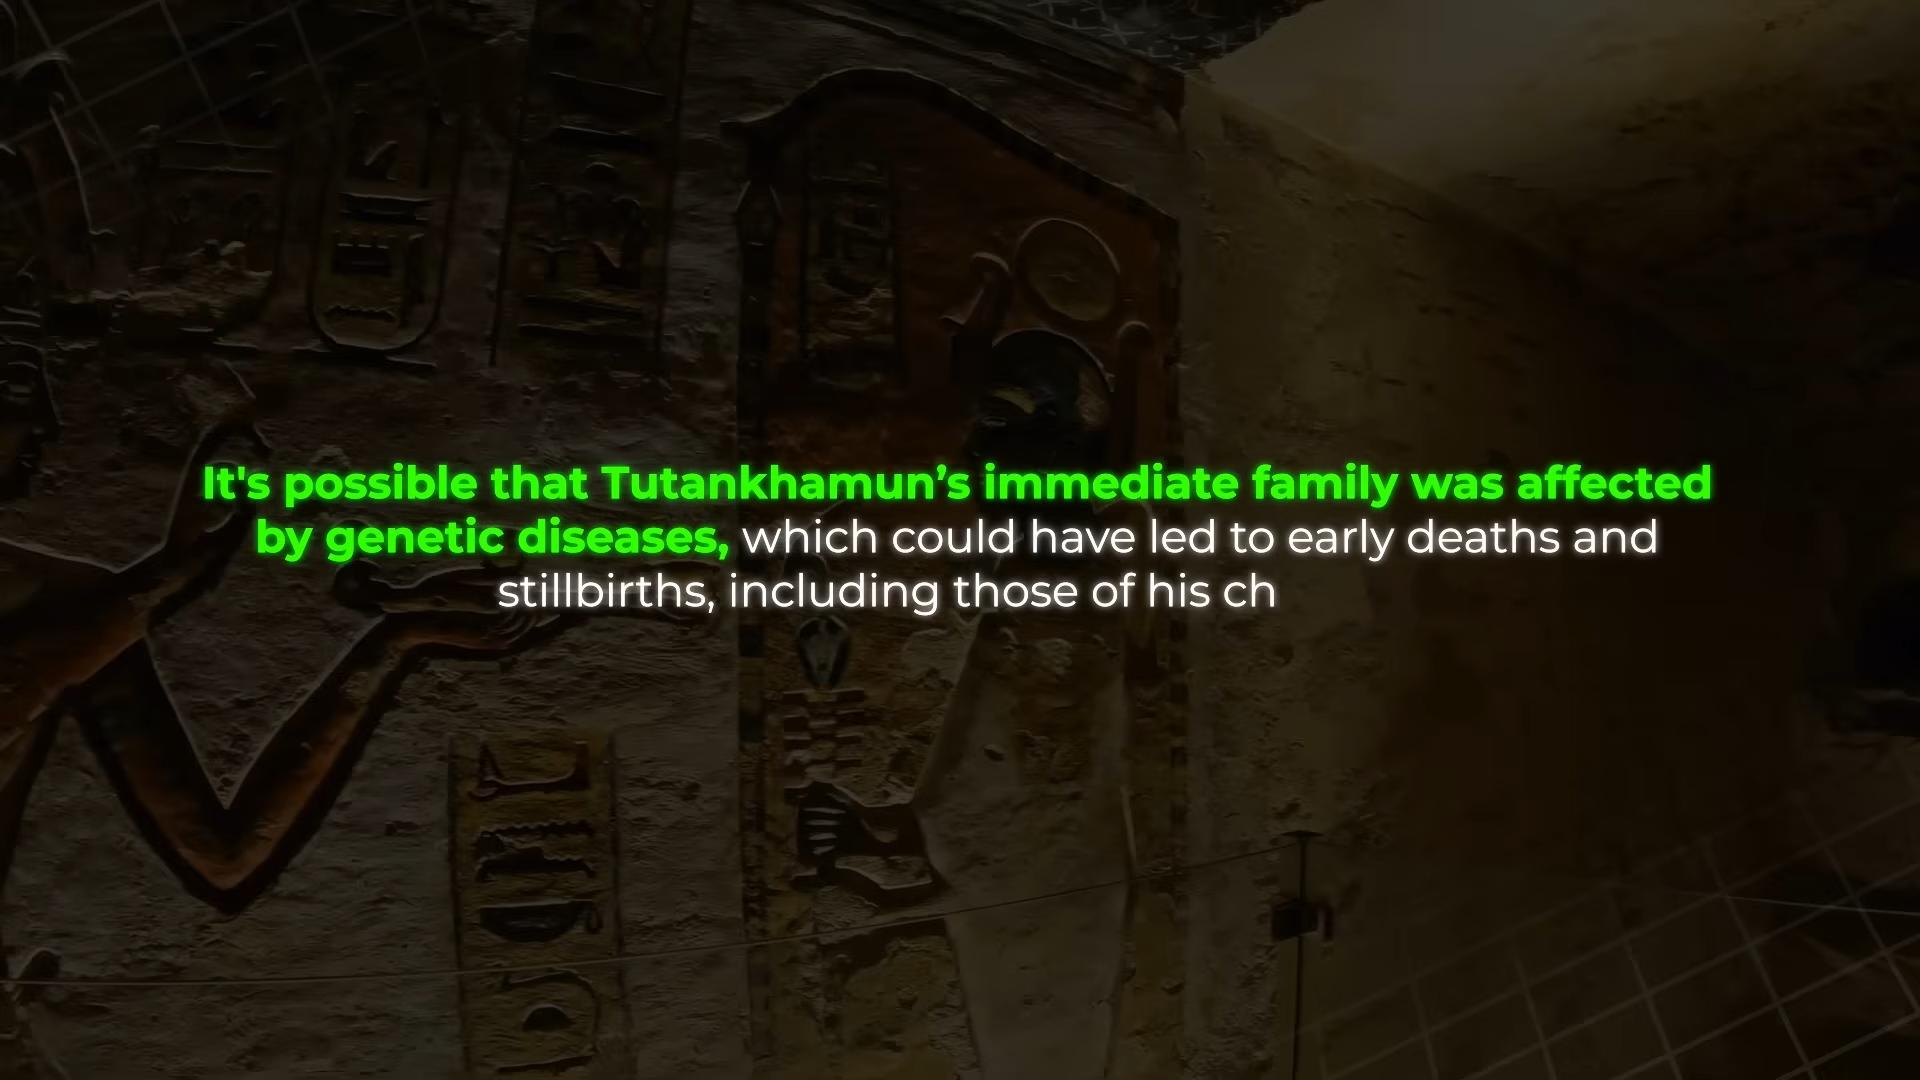 It's possible that Tutankhamun’s immediate family was affected
by genetic diseases, which could have led to early deaths and
stillbirths, including those of his ch